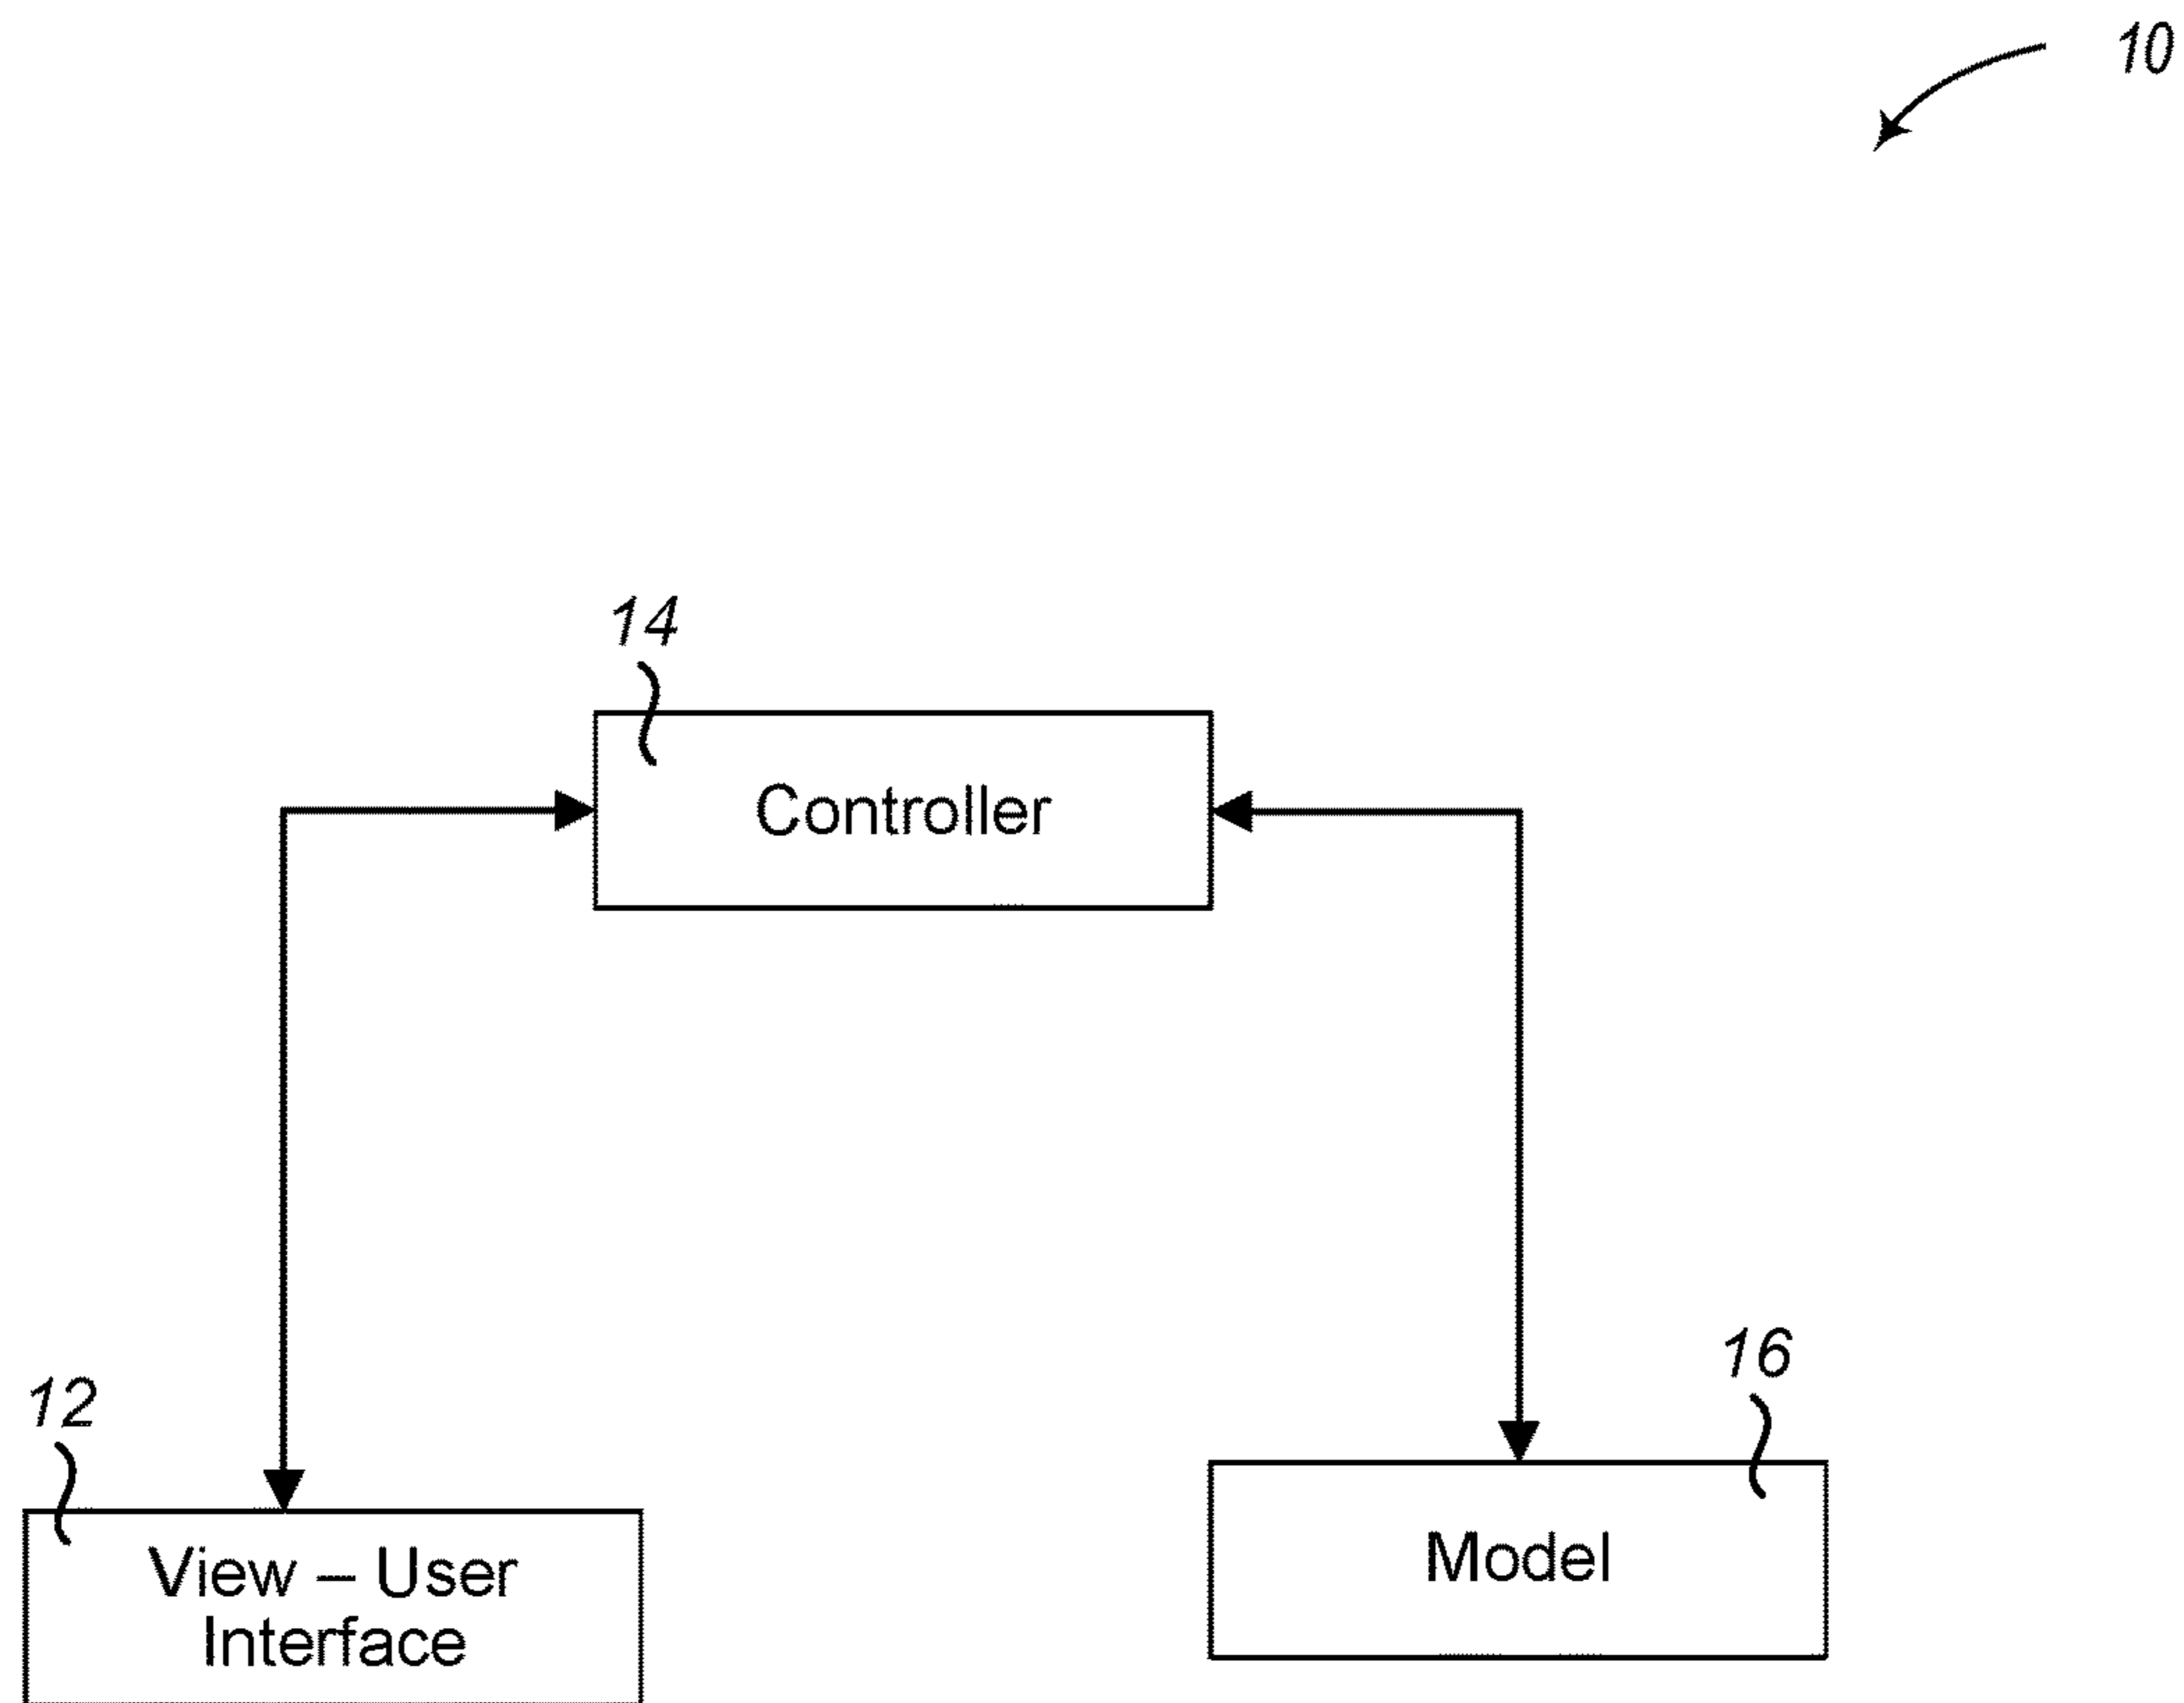 10
14
Controller
12
16
View – User
Interface
Model